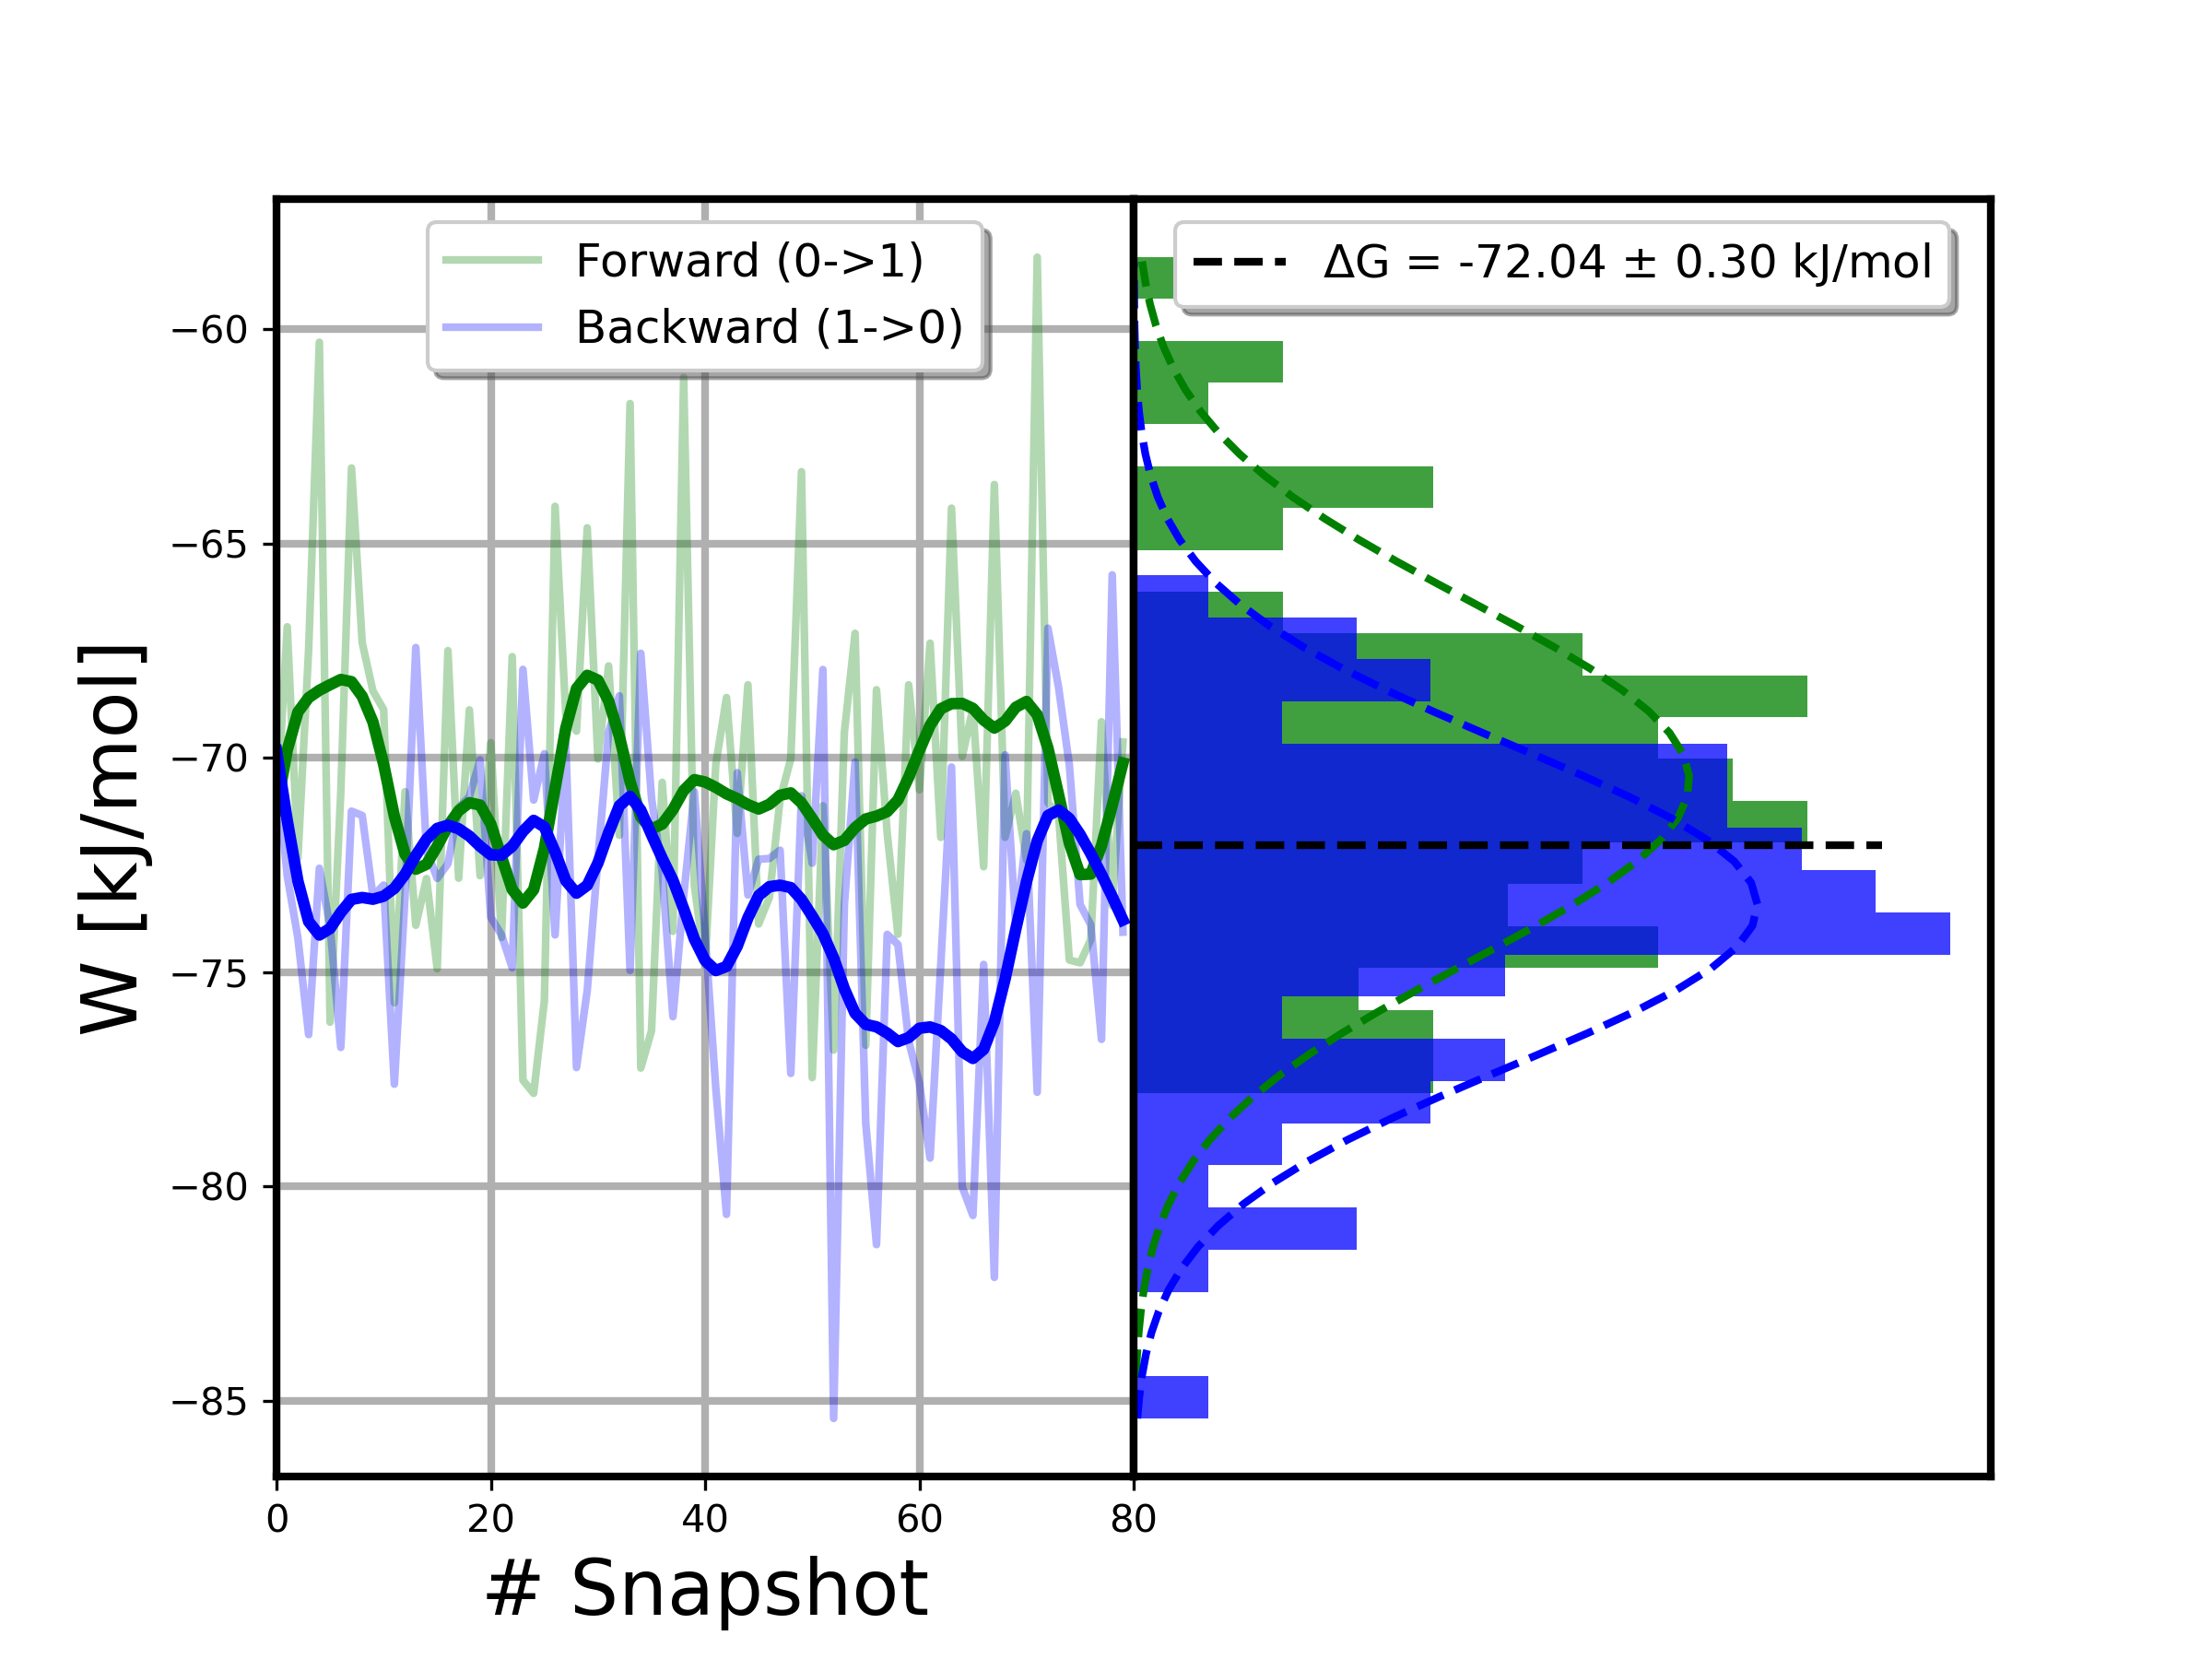 Forward (0->1)
Backward (1->0)
ΔG = -72.04 ± 0.30 kJ/mol
W [kJ/mol]
−60
−65
−70
−75
−80
−85
0 20 40 60 80
# Snapshot